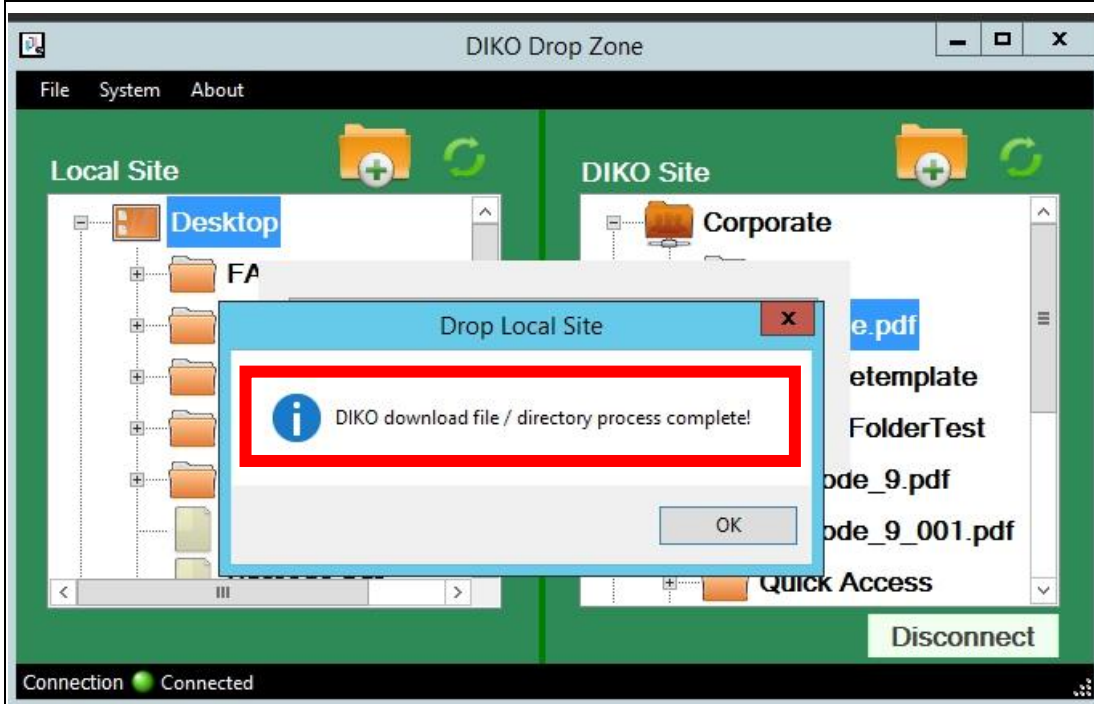 DIKO Drop Zone
File System About
Local Site
DIKO Site
Desktop
Corporate
FA
Drop Local Site
e.pdf
DIKO download file / directory process complete!
etemplate
FolderTest
ode_9.pdf
OK
ode_9_001.pdf
Quick Access
Disconnect
Connection Connected